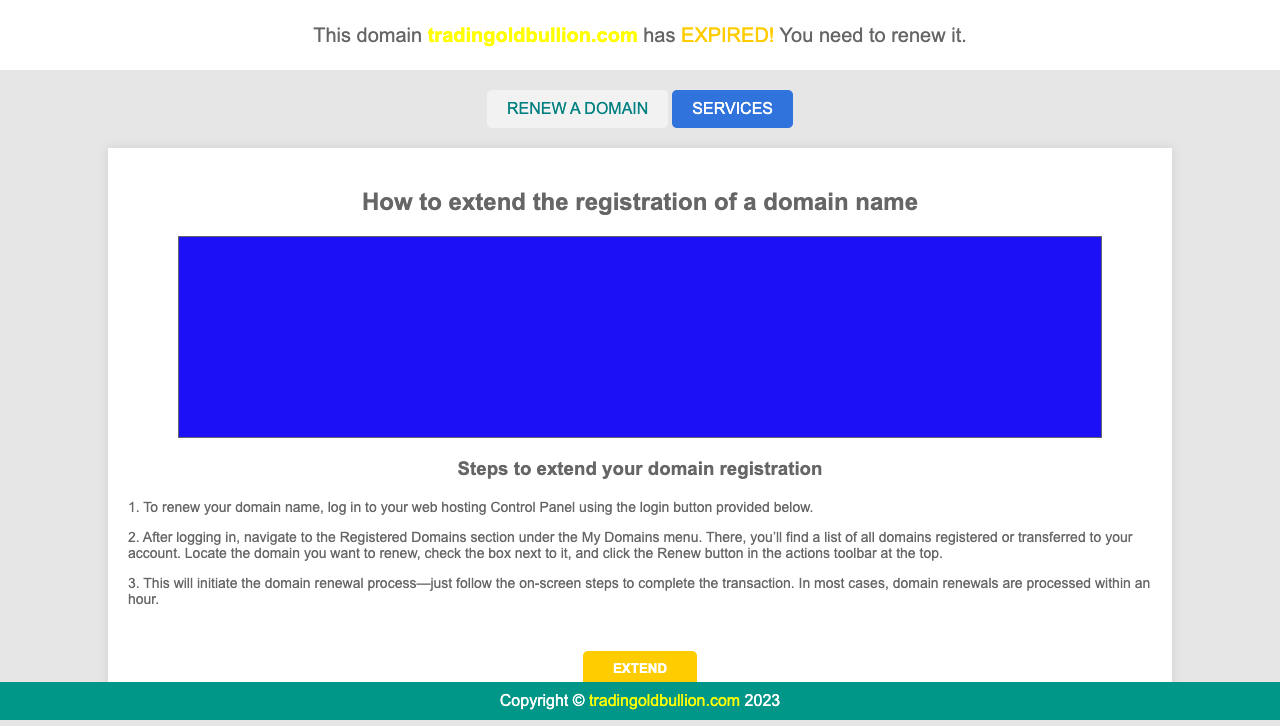 This domain tradingoldbullion.com has EXPIRED! You need to renew it.
RENEW A DOMAIN
SERVICES
How to extend the registration of a domain name
Steps to extend your domain registration
1. To renew your domain name, log in to your web hosting Control Panel using the login button provided below.
2. After logging in, navigate to the Registered Domains section under the My Domains menu. There, you’ll find a list of all domains registered or transferred to your
account. Locate the domain you want to renew, check the box next to it, and click the Renew button in the actions toolbar at the top.
3. This will initiate the domain renewal process—just follow the on-screen steps to complete the transaction. In most cases, domain renewals are processed within an
hour.
EXTEND
Copyright © tradingoldbullion.com 2023